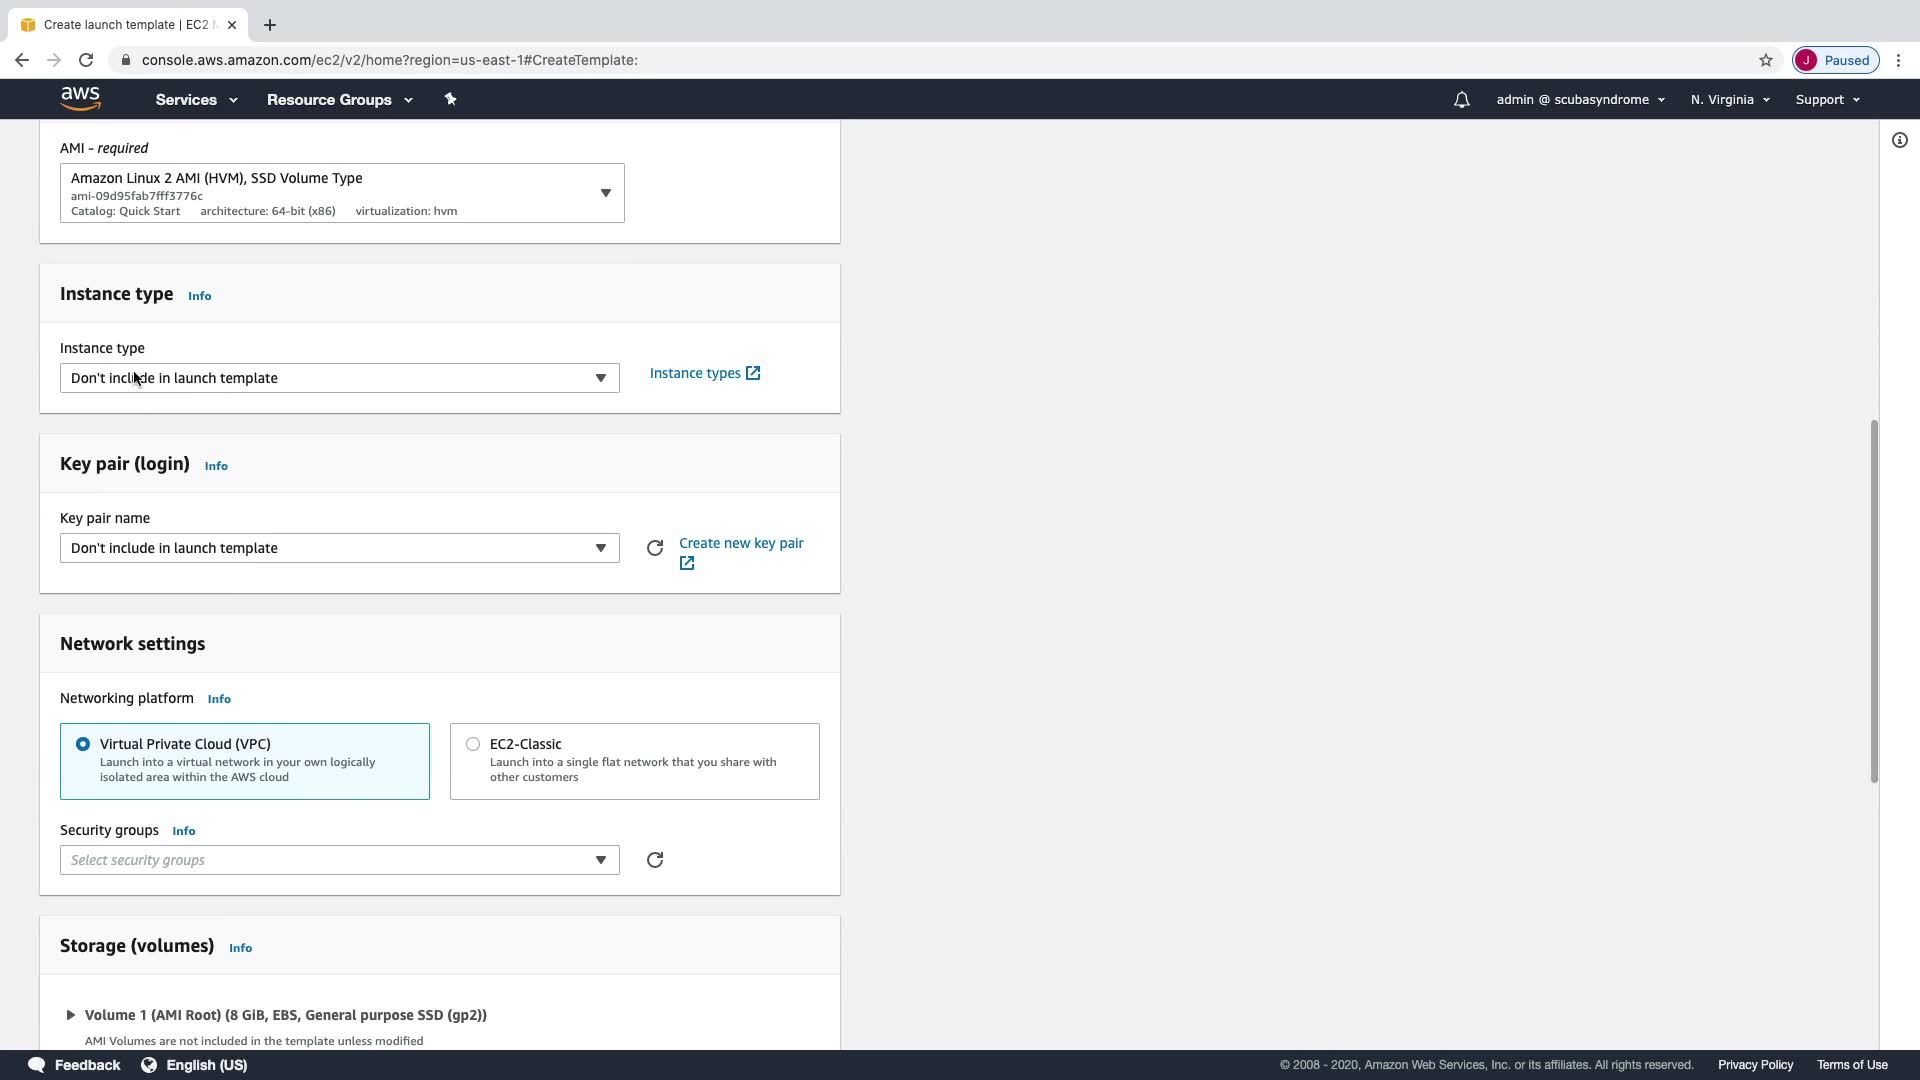 Create launch template | EC2 M
console.aws.amazon.com/ec2/v2/home?region=us-east-1#CreateTemplate:
J Paused
aws
Services
Resource Groups
admin @ scubasyndrome
N. Virginia
Support
AMI - required
Amazon Linux 2 AMI (HVM), SSD Volume Type
ami-09d95fab7fff3776c
Catalog: Quick Start architecture: 64-bit (x86) virtualization: hvm
Instance type Info
Instance type
Don't include in launch template
Instance types
Key pair (login) Info
Key pair name
Don't include in launch template
Create new key pair
Network settings
Networking platform Info
Virtual Private Cloud (VPC)
Launch into a virtual network in your own logically
isolated area within the AWS cloud
EC2-Classic
Launch into a single flat network that you share with
other customers
Security groups Info
Select security groups
Storage (volumes) Info
Volume 1 (AMI Root) (8 GiB, EBS, General purpose SSD (gp2))
AMI Volumes are not included in the template unless modified
Feedback
English (US)
© 2008 - 2020, Amazon Web Services, Inc. or its affiliates. All rights reserved.
Privacy Policy
Terms of Use